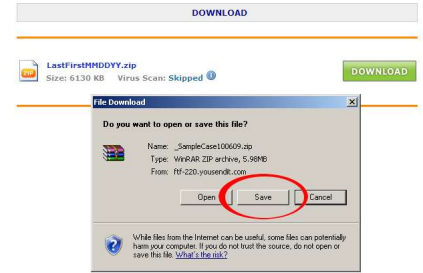 DOWNLOAD
LastFirstMMDDYY.zip
Size: 6130 KB Virus Scan: Skipped
ZIP
DOWNLOAD
File Download
Do you want to open or save this file?
Name: _SampleCase100609.zip
Type: WinRAR ZIP archive, 5.98MB
From: ftf-220.yousendit.com
Open Save Cancel
While files from the Internet can be useful, some files can potentially
harm your computer. If you do not trust the source, do not open or
save this file. What's the risk?